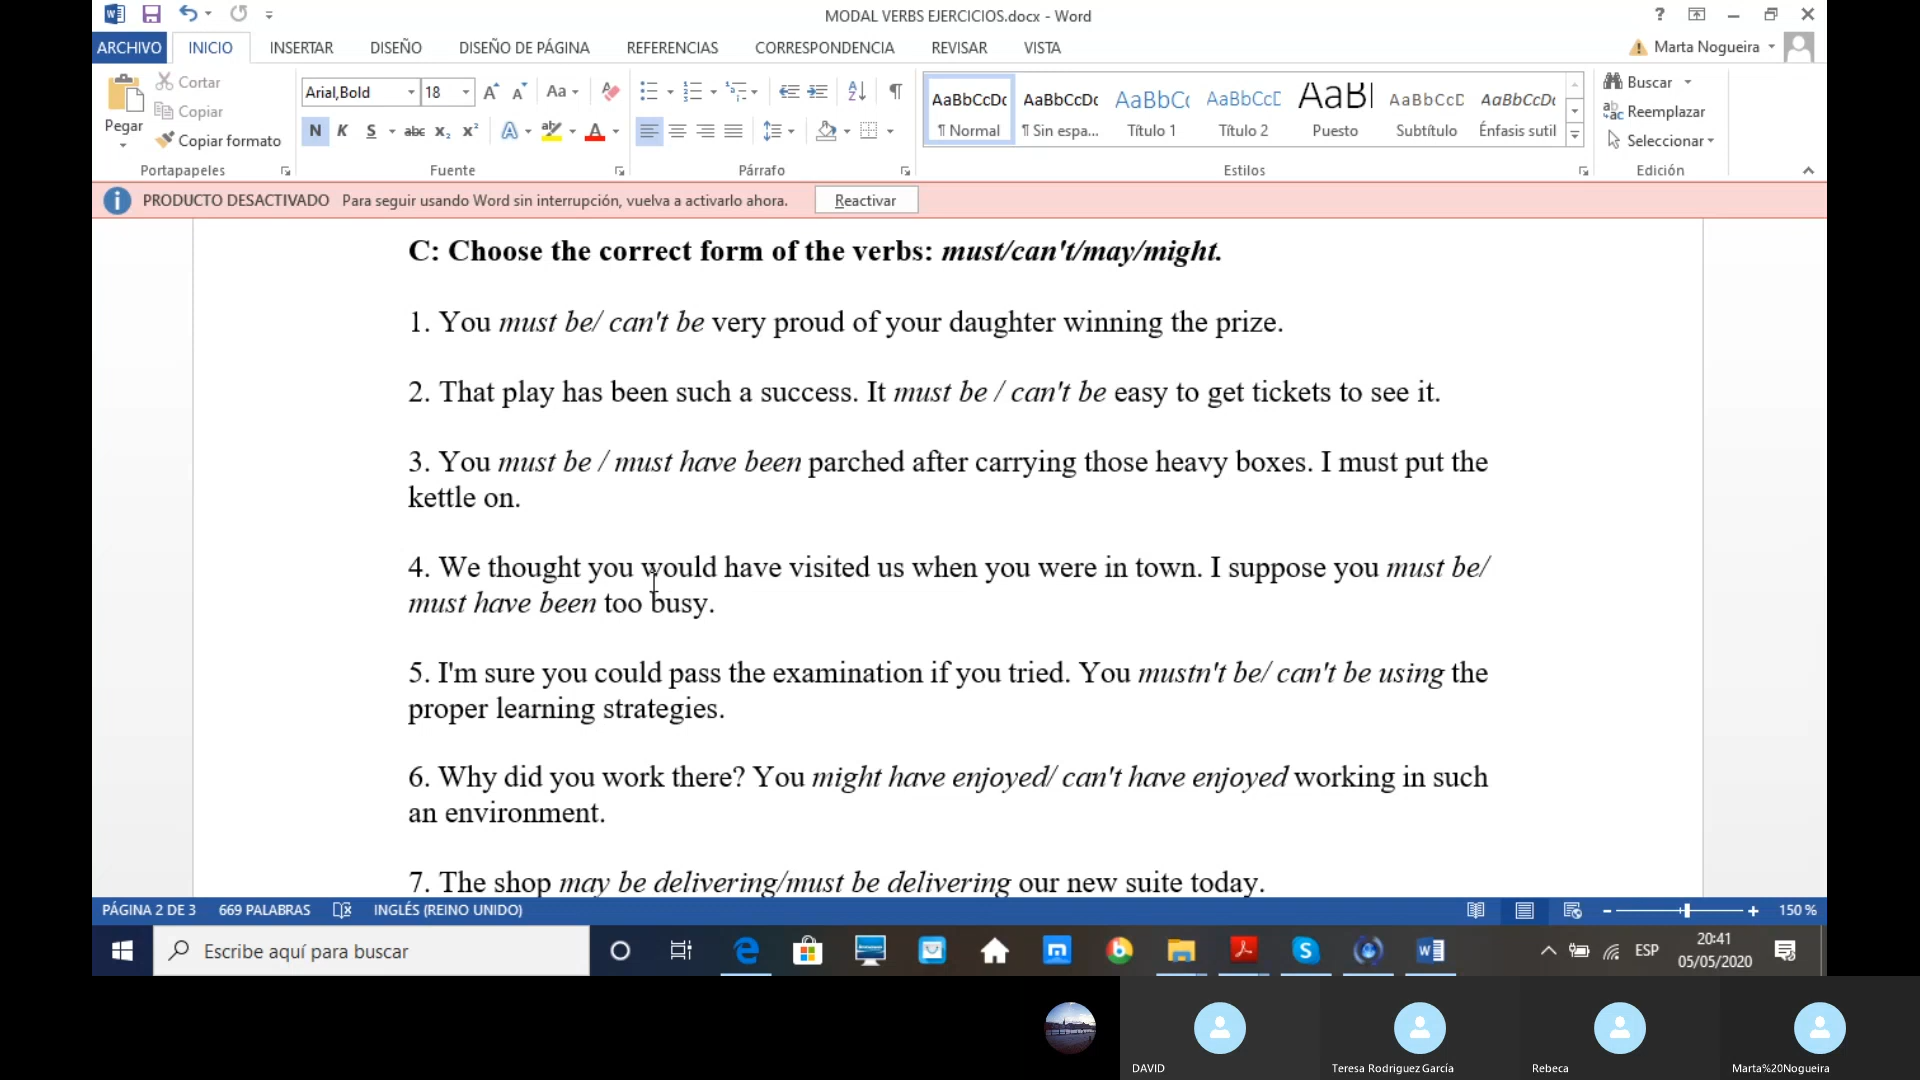 MODAL VERBS EJERCICIOS.docx - Word
ARCHIVO INICIO INSERTAR DISEÑO DISEÑO DE PÁGINA REFERENCIAS CORRESPONDENCIA REVISAR VISTA Marta Nogueira
Pegar Cortar Copiar Copiar formato
Arial,Bold 18
N K S abc x₂ x²
AaBbCcDc ¶ Normal
AaBbCcDc ¶ Sin espa...
AaBbCc Título 1
AaBbCcD Título 2
AaBl Puesto
AaBbCcD Subtítulo
AaBbCcDc Énfasis sutil
Buscar
Reemplazar
Seleccionar
Portapapeles Fuente Párrafo Estilos Edición
PRODUCTO DESACTIVADO Para seguir usando Word sin interrupción, vuelva a activarlo ahora. Reactivar
C: Choose the correct form of the verbs: must/can't/may/might.
1. You must be/ can't be very proud of your daughter winning the prize.
2. That play has been such a success. It must be / can't be easy to get tickets to see it.
3. You must be / must have been parched after carrying those heavy boxes. I must put the
kettle on.
4. We thought you would have visited us when you were in town. I suppose you must be/
must have been too busy.
5. I'm sure you could pass the examination if you tried. You mustn't be/ can't be using the
proper learning strategies.
6. Why did you work there? You might have enjoyed/ can't have enjoyed working in such
an environment.
7. The shop may be delivering/must be delivering our new suite today.
PÁGINA 2 DE 3 669 PALABRAS INGLÉS (REINO UNIDO) 150 %
Escribe aquí para buscar
ESP
20:41
05/05/2020
DAVID Teresa Rodriguez García Rebeca Marta%20Nogueira